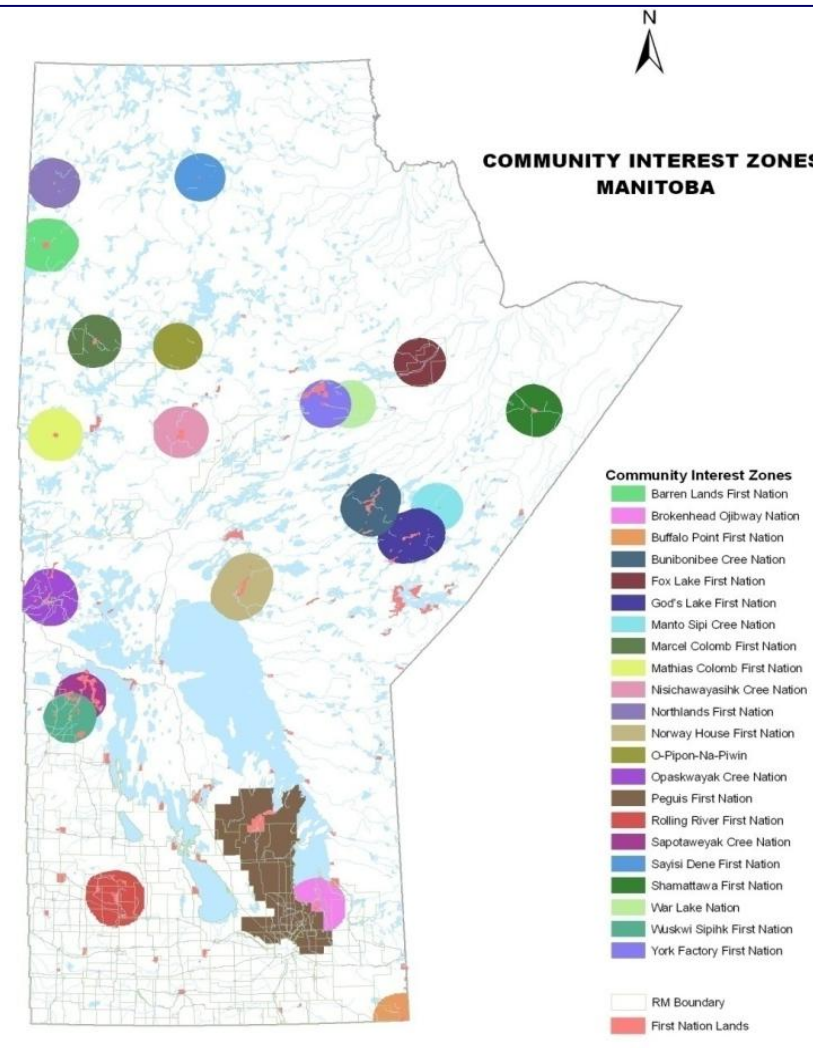 N
COMMUNITY INTEREST ZONES
MANITOBA
Community Interest Zones
Barren Lands First Nation
Brokenhead Ojibway Nation
Buffalo Point First Nation
Bunibonibee Cree Nation
Fox Lake First Nation
God's Lake First Nation
Manto Sipi Cree Nation
Marcel Colomb First Nation
Mathias Colomb First Nation
Nisichawayasihk Cree Nation
Northlands First Nation
Norway House First Nation
O-Pipon-Na-Piwin
Opaskwayak Cree Nation
Peguis First Nation
Rolling River First Nation
Sapotaweyak Cree Nation
Sayisi Dene First Nation
Shamattawa First Nation
War Lake Nation
Wuskwi Sipihk First Nation
York Factory First Nation
RM Boundary
First Nation Lands